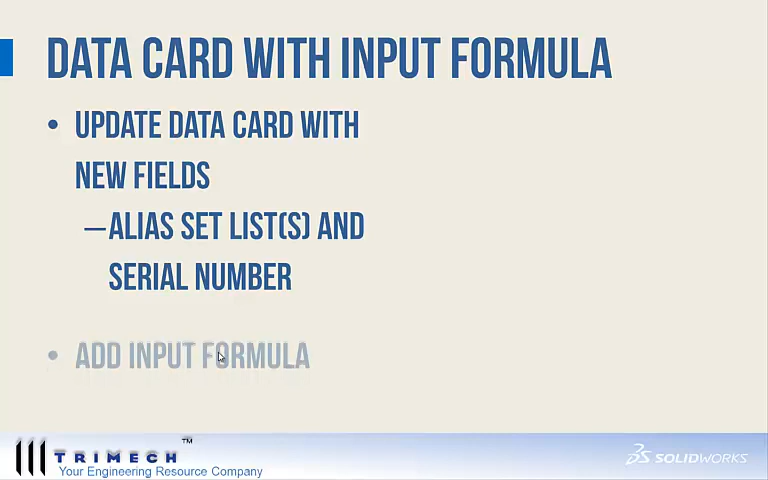 DATA CARD WITH INPUT FORMULA
• UPDATE DATA CARD WITH
NEW FIELDS
–ALIAS SET LIST(S) AND
SERIAL NUMBER
• ADD INPUT FORMULA
TRIMECH™
Your Engineering Resource Company
SOLIDWORKS